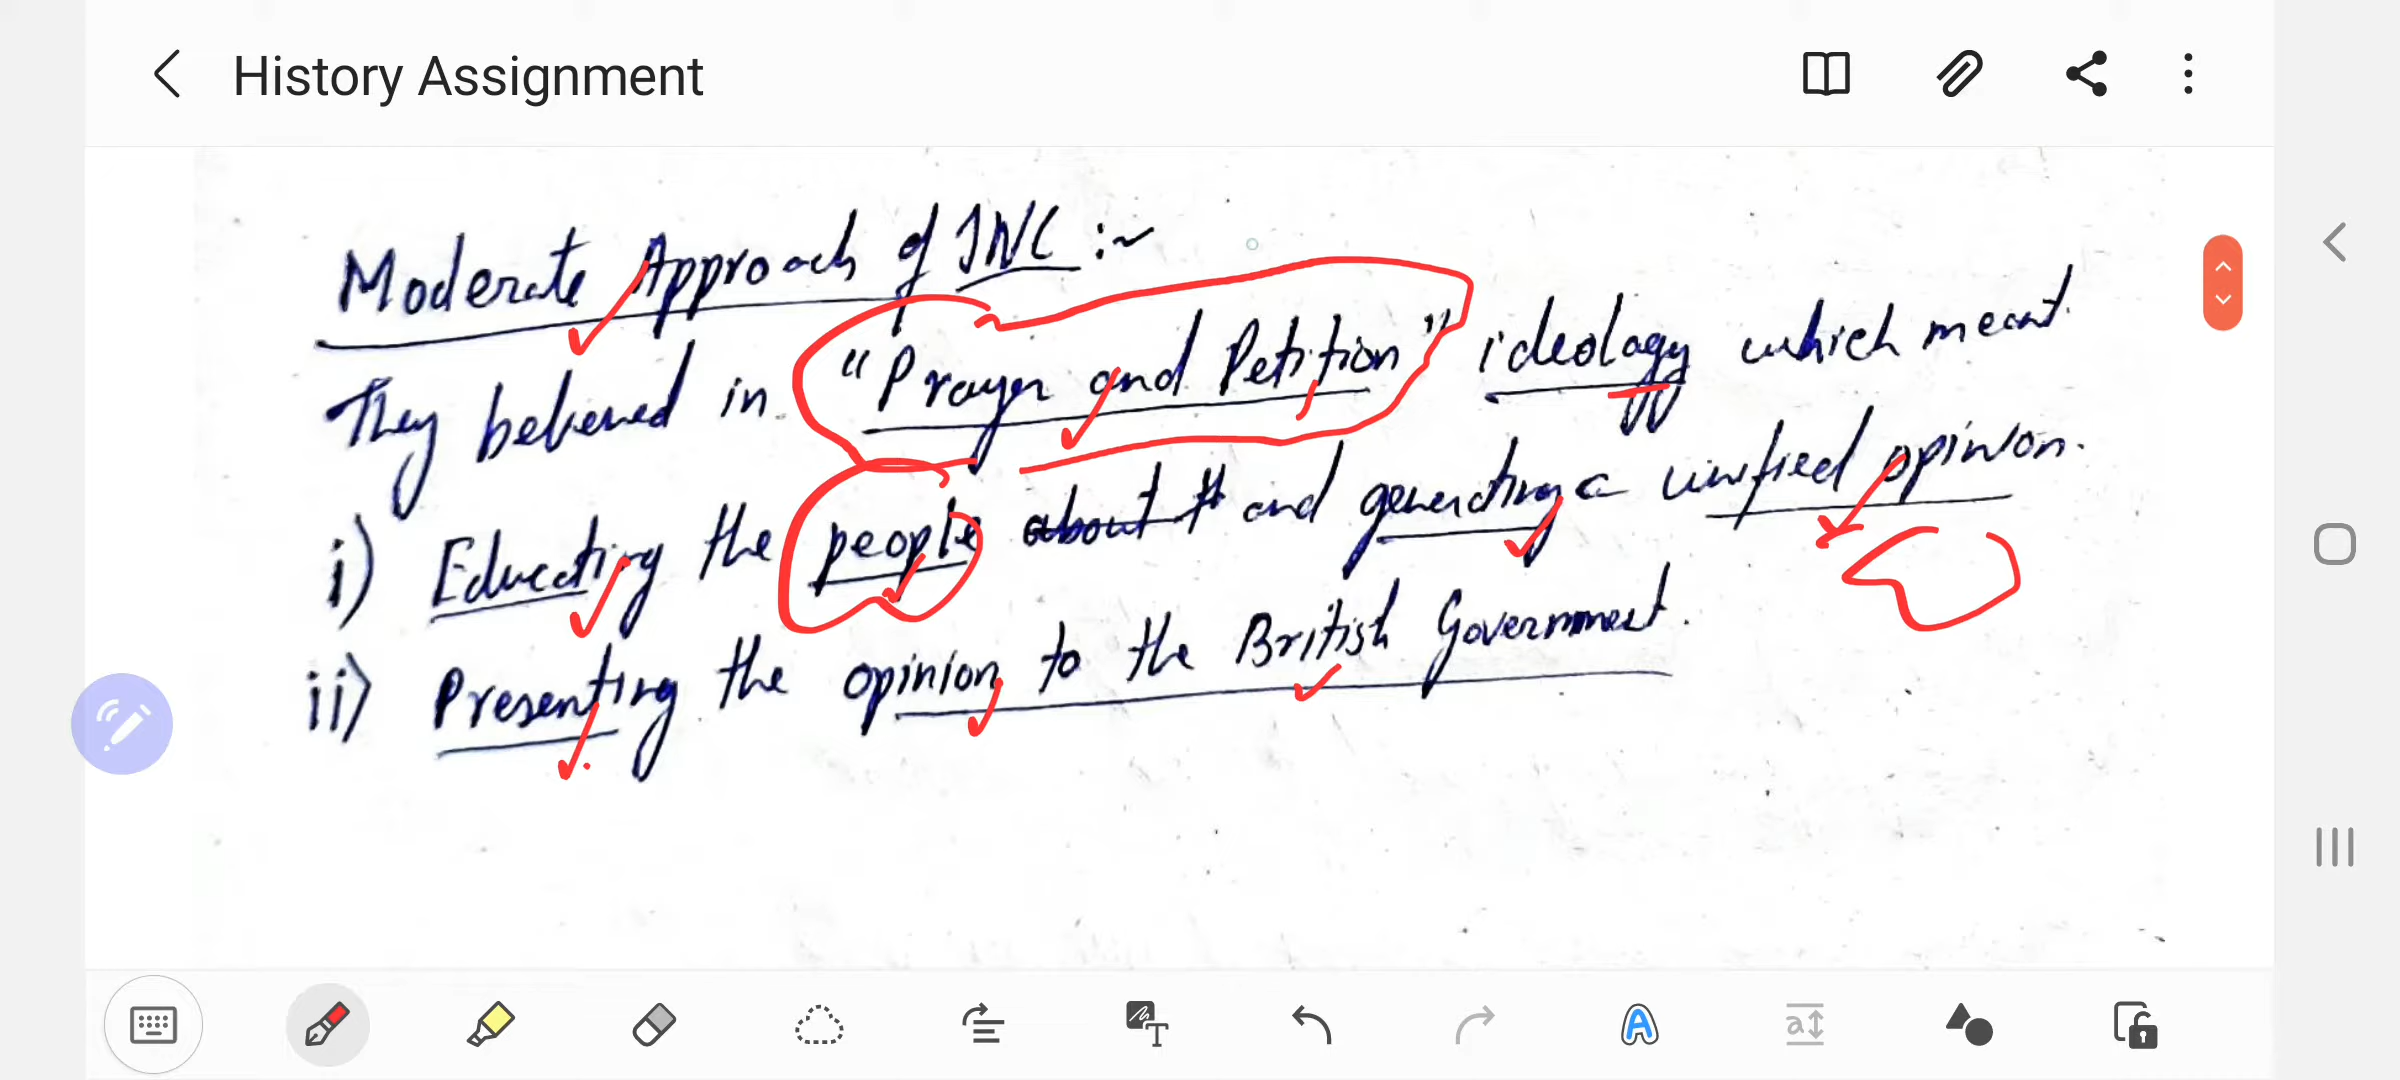 History Assignment
Moderate Approach of INC :~
They believed in "Prayer and Petition" ideology which meant
i) Educating the people about th and generating a unified opinion.
ii) Presenting the opinion to the British Government.